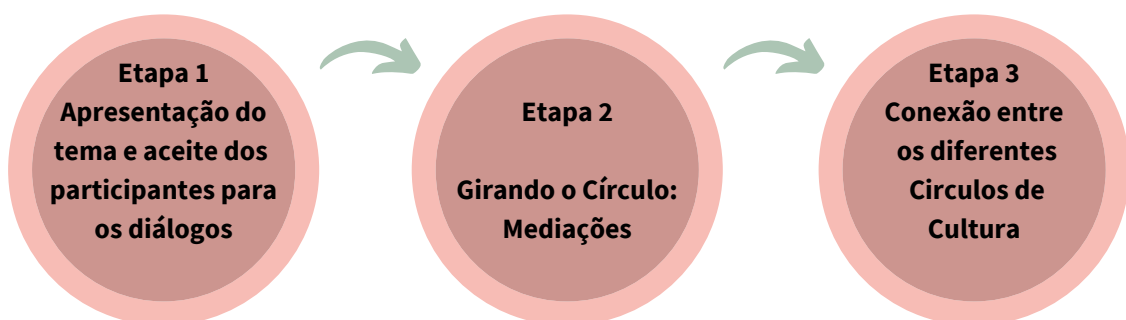 Etapa 1
Apresentação do
tema e aceite dos
participantes para
os diálogos
Etapa 2
Girando o Círculo:
Mediações
Etapa 3
Conexão entre
os diferentes
Circulos de
Cultura